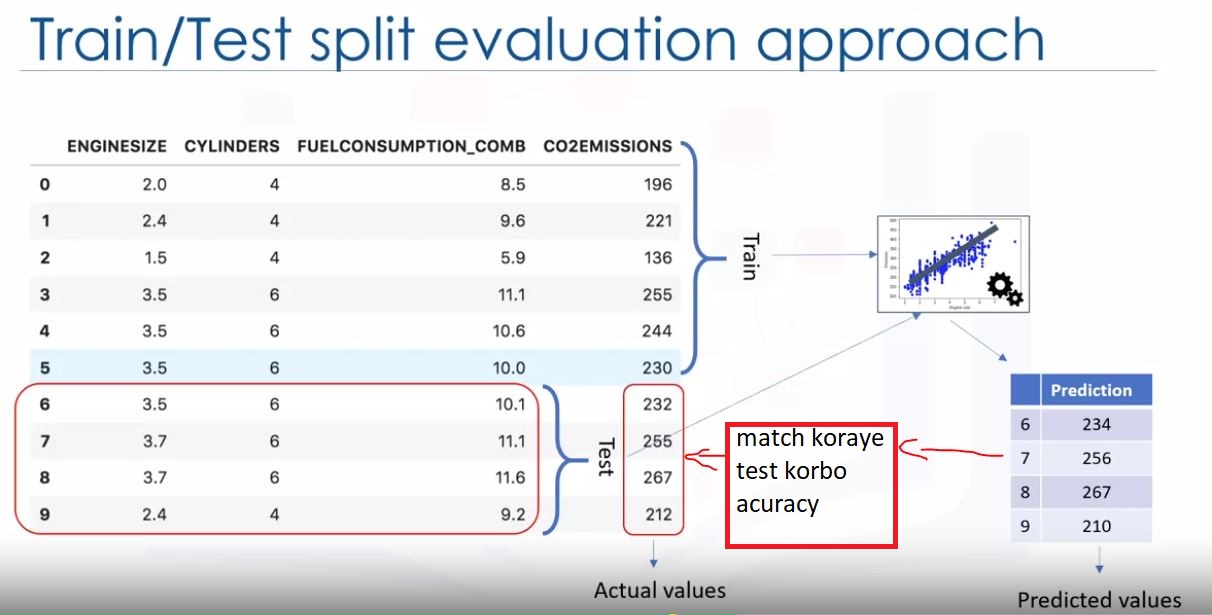 Train/Test split evaluation approach
ENGINESIZE CYLINDERS FUELCONSUMPTION_COMB CO2EMISSIONS
0 2.0 4 8.5 196
1 2.4 4 9.6 221
2 1.5 4 5.9 136
3 3.5 6 11.1 255
4 3.5 6 10.6 244
5 3.5 6 10.0 230
6 3.5 6 10.1 232
7 3.7 6 11.1 255
8 3.7 6 11.6 267
9 2.4 4 9.2 212
Train
Test
match koraye
test korbo
acuracy
Prediction
6 234
7 256
8 267
9 210
Actual values
Predicted values